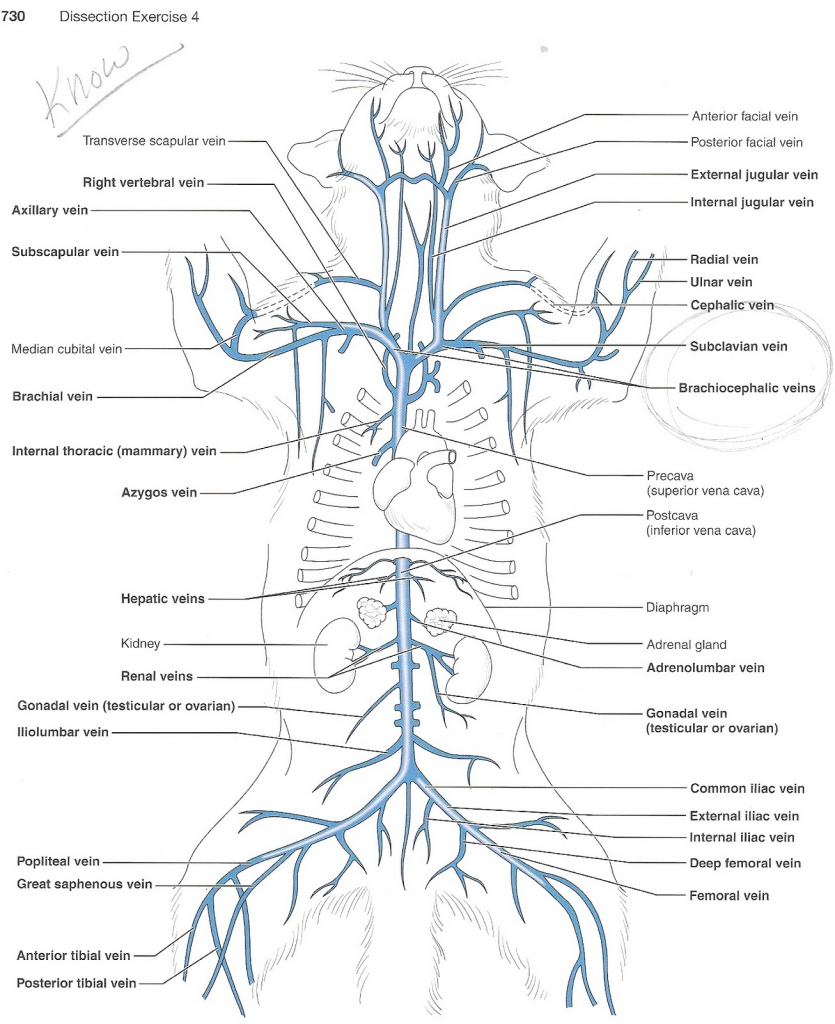 730 Dissection Exercise 4
Know
Transverse scapular vein
Right vertebral vein
Axillary vein
Subscapular vein
Median cubital vein
Brachial vein
Internal thoracic (mammary) vein
Azygos vein
Hepatic veins
Kidney
Renal veins
Gonadal vein (testicular or ovarian)
Iliolumbar vein
Popliteal vein
Great saphenous vein
Anterior tibial vein
Posterior tibial vein
Anterior facial vein
Posterior facial vein
External jugular vein
Internal jugular vein
Radial vein
Ulnar vein
Cephalic vein
Subclavian vein
Brachiocephalic veins
Precava
(superior vena cava)
Postcava
(inferior vena cava)
Diaphragm
Adrenal gland
Adrenolumbar vein
Gonadal vein
(testicular or ovarian)
Common iliac vein
External iliac vein
Internal iliac vein
Deep femoral vein
Femoral vein